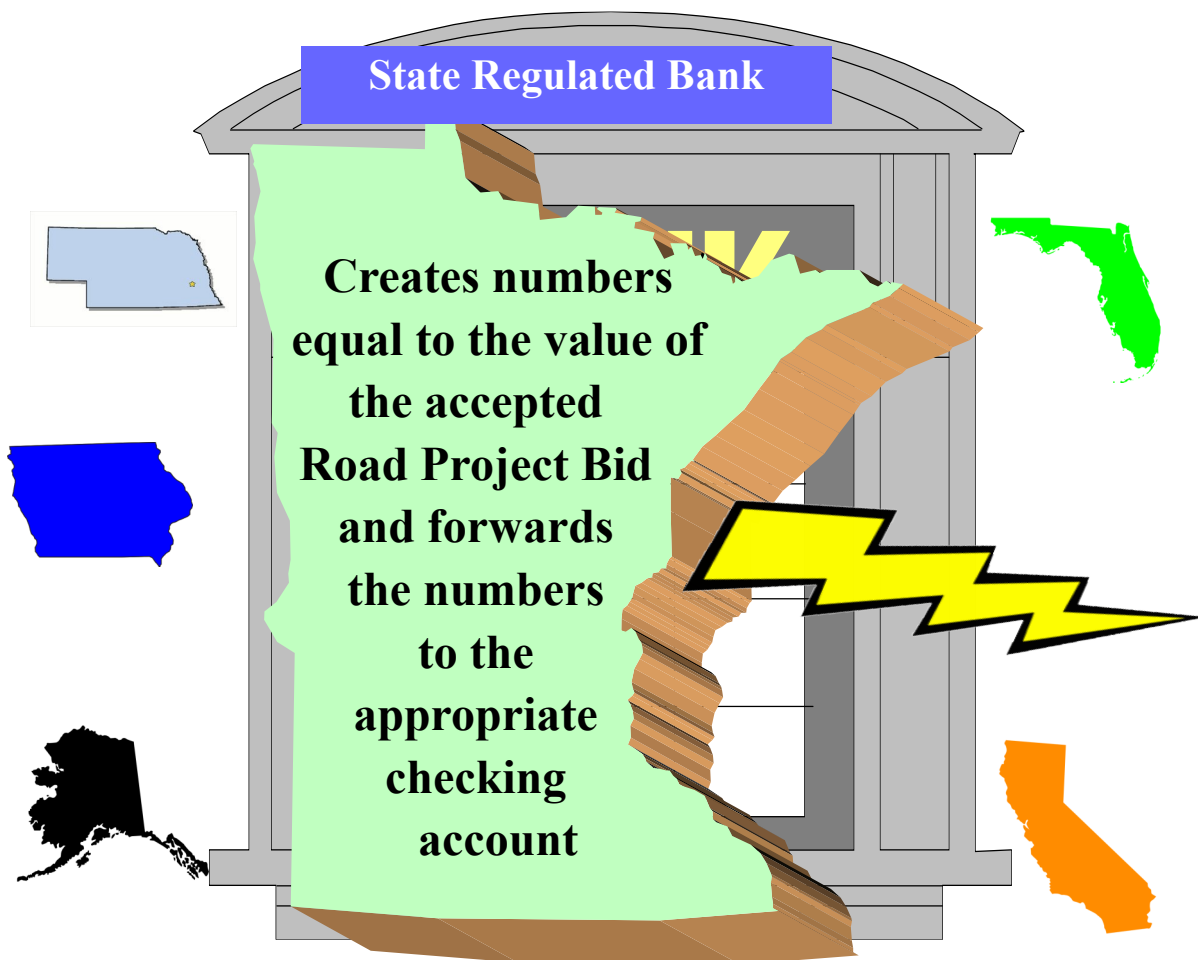 State Regulated Bank
Creates numbers
equal to the value of
the accepted
Road Project Bid
and forwards
the numbers
to the
appropriate
checking
account